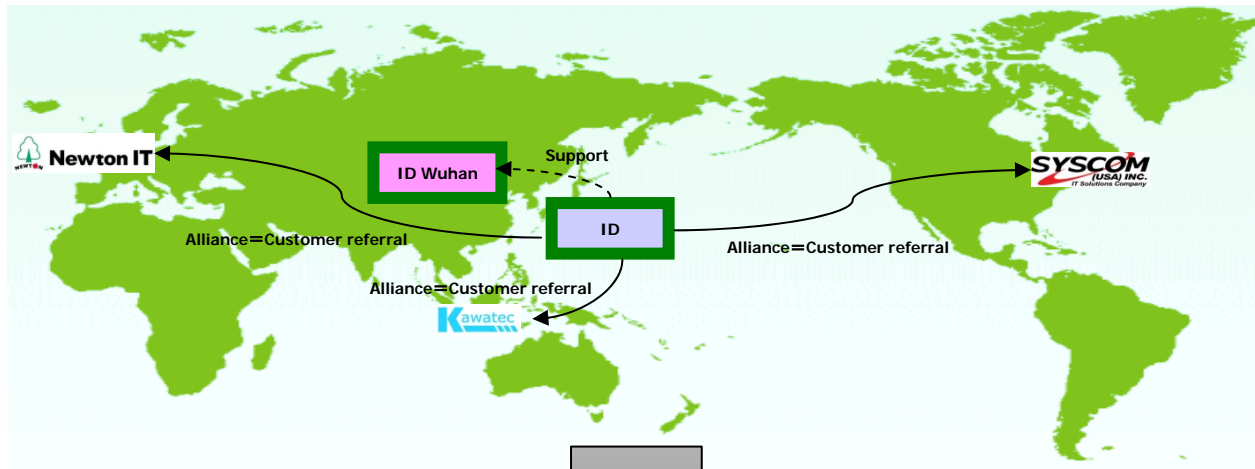 Newton IT
NEWTON
ID Wuhan
Support
SYSCOM
(USA) INC.
IT Solutions Company
ID
Alliance=Customer referral
Alliance=Customer referral
Alliance=Customer referral
Kawatec